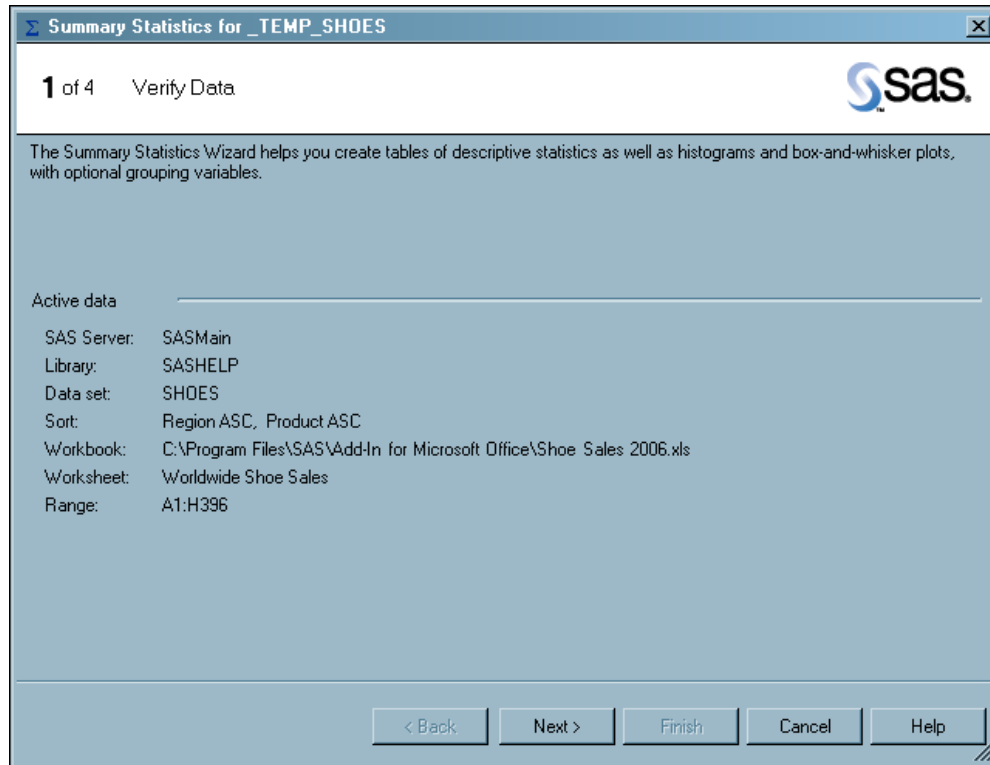 Σ Summary Statistics for _TEMP_SHOES
1 of 4 Verify Data
sas.
TM
The Summary Statistics Wizard helps you create tables of descriptive statistics as well as histograms and box-and-whisker plots,
with optional grouping variables.
Active data
SAS Server: SASMain
Library: SASHELP
Data set: SHOES
Sort: Region ASC, Product ASC
Workbook: C:\Program Files\SAS\Add-In for Microsoft Office\Shoe Sales 2006.xls
Worksheet: Worldwide Shoe Sales
Range: A1:H396
< Back Next > Finish Cancel Help